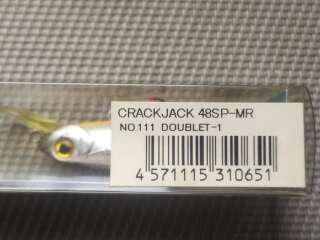 CRACKJACK 48SP-MR
NO.111 DOUBLET-1
4 571115 310651